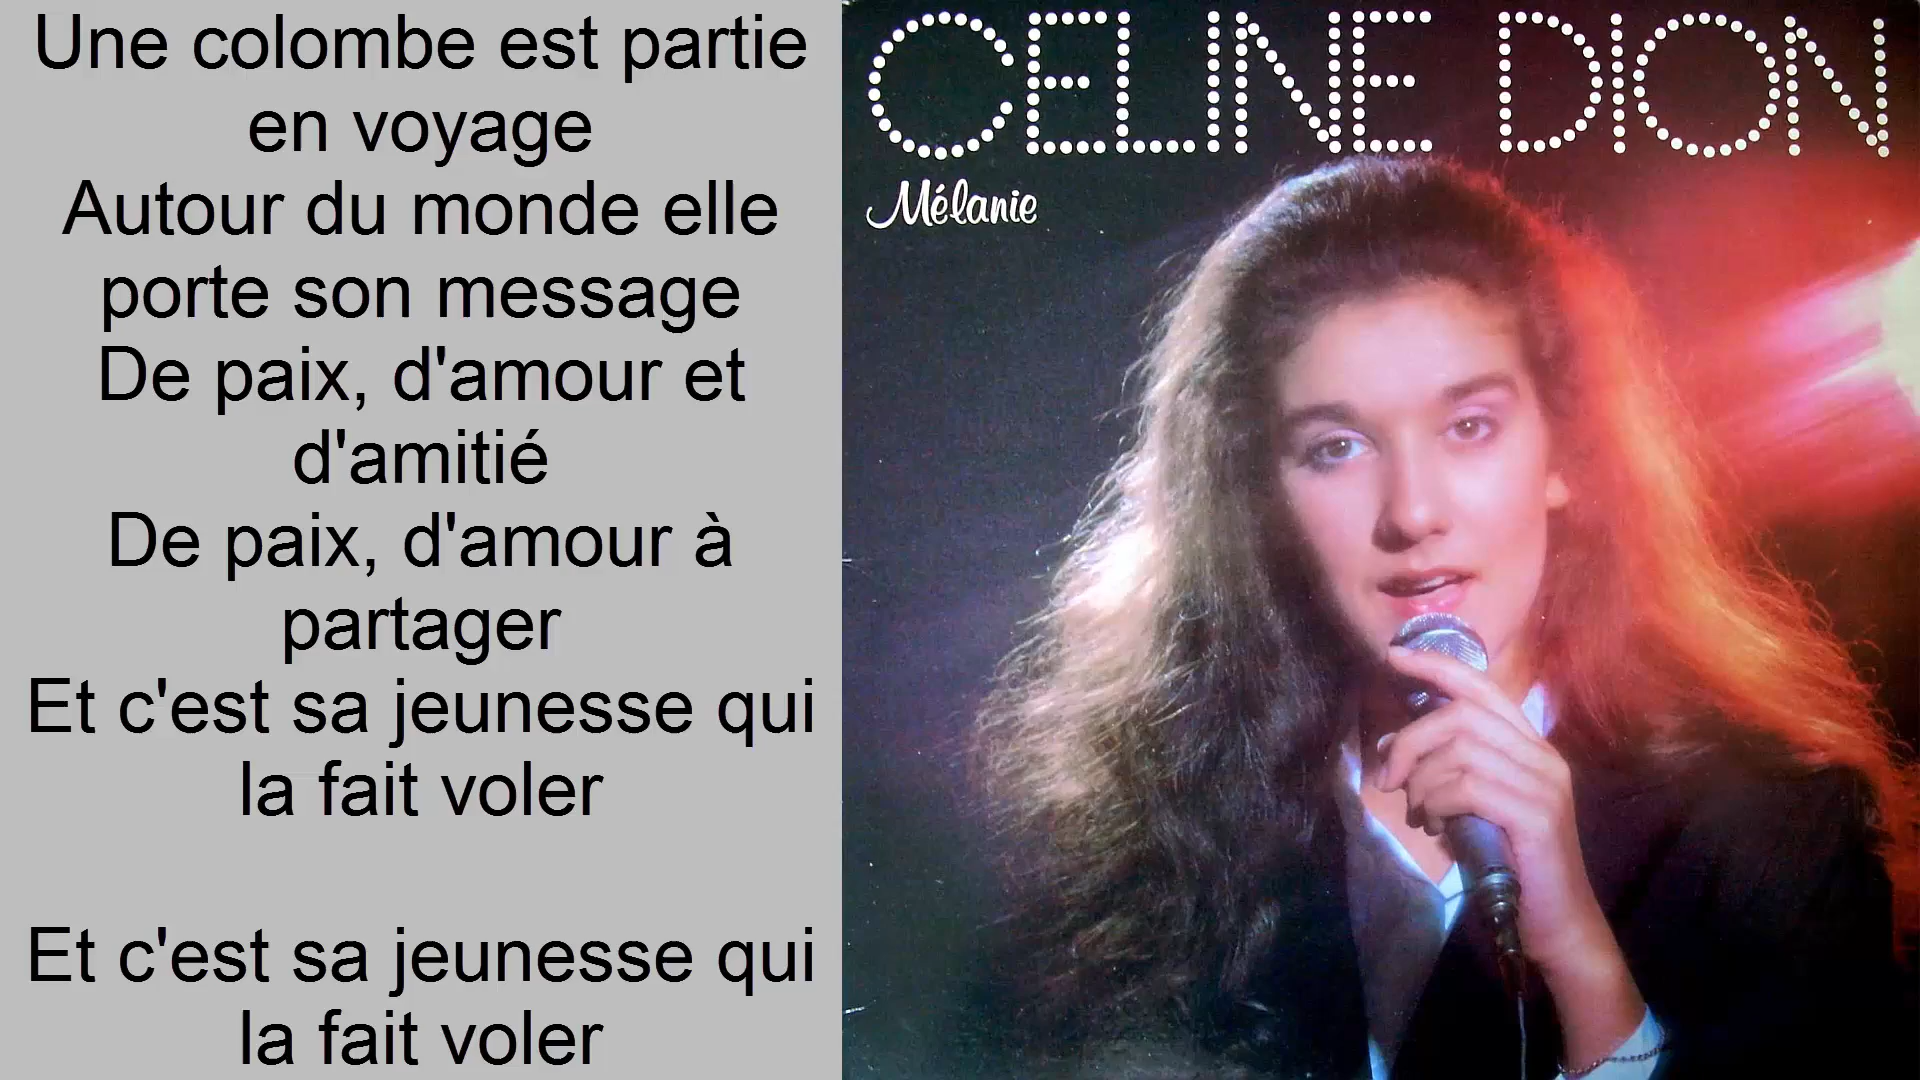 Une colombe est partie
en voyage
Autour du monde elle
porte son message
De paix, d'amour et
d'amitié
De paix, d'amour à
partager
Et c'est sa jeunesse qui
la fait voler
Et c'est sa jeunesse qui
la fait voler
CELINE DION
Mélanie